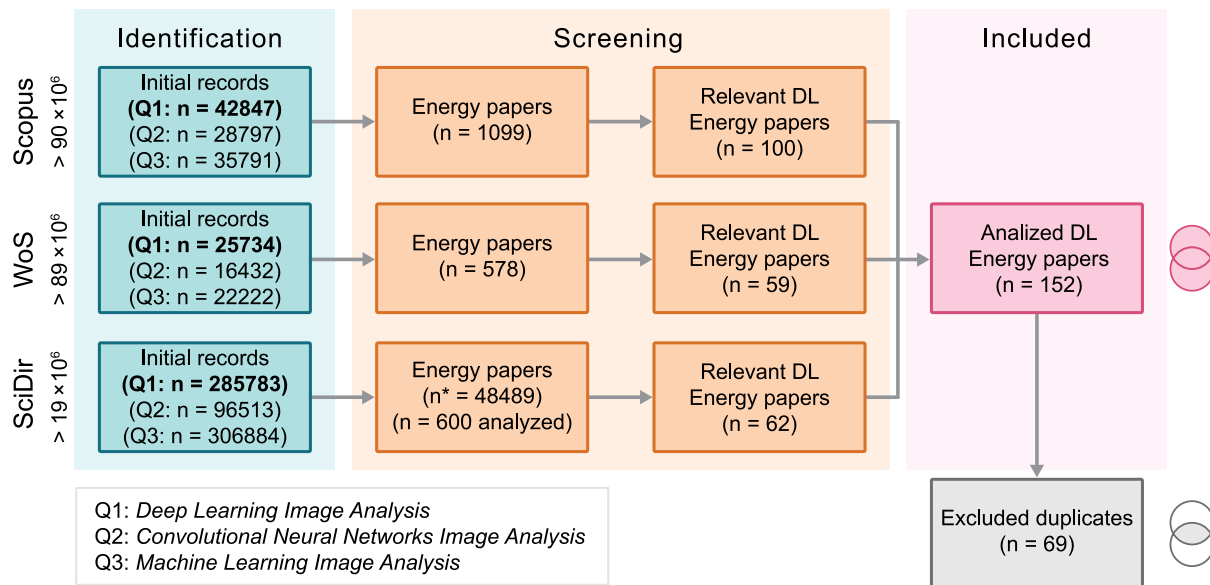 Identification
Screening
Included
Scopus
> 90 ×10⁶
Initial records
(Q1: n = 42847)
(Q2: n = 28797)
(Q3: n = 35791)
Energy papers
(n = 1099)
Relevant DL
Energy papers
(n = 100)
WoS
> 89 ×10⁶
Initial records
(Q1: n = 25734)
(Q2: n = 16432)
(Q3: n = 22222)
Energy papers
(n = 578)
Relevant DL
Energy papers
(n = 59)
Analized DL
Energy papers
(n = 152)
SciDir
> 19 ×10⁶
Initial records
(Q1: n = 285783)
(Q2: n = 96513)
(Q3: n = 306884)
Energy papers
(n* = 48489)
(n = 600 analyzed)
Relevant DL
Energy papers
(n = 62)
Excluded duplicates
(n = 69)
Q1: Deep Learning Image Analysis
Q2: Convolutional Neural Networks Image Analysis
Q3: Machine Learning Image Analysis